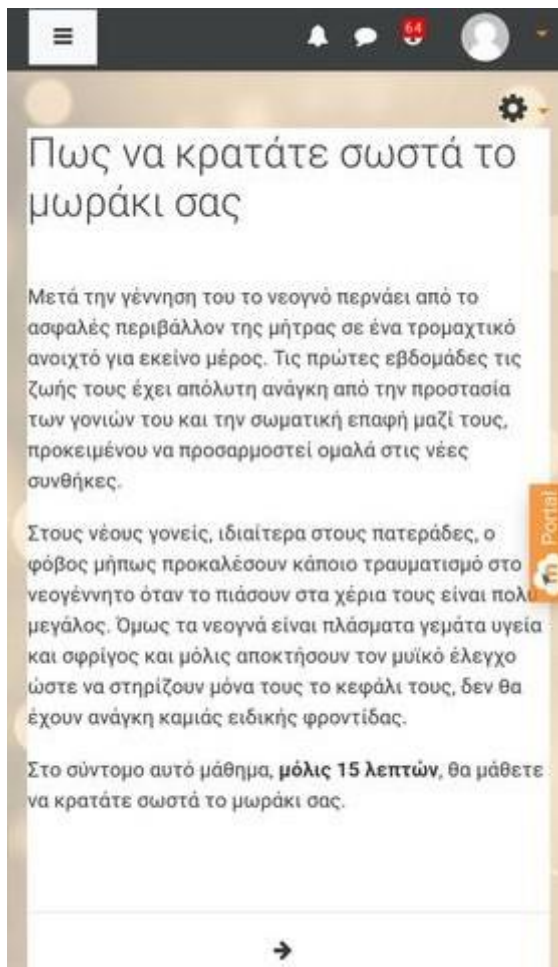 64
Πως να κρατάτε σωστά το
μωράκι σας
Μετά την γέννηση του το νεογνό περνάει από το
ασφαλές περιβάλλον της μήτρας σε ένα τρομαχτικό
ανοιχτό για εκείνο μέρος. Τις πρώτες εβδομάδες τις
ζωής τους έχει απόλυτη ανάγκη από την προστασία
των γονιών του και την σωματική επαφή μαζί τους,
προκειμένου να προσαρμοστεί ομαλά στις νέες
συνθήκες.
Portal
Στους νέους γονείς, ιδιαίτερα στους πατεράδες, ο
φόβος μήπως προκαλέσουν κάποιο τραυματισμό στο
νεογέννητο όταν το πιάσουν στα χέρια τους είναι πολύ
μεγάλος. Όμως τα νεογνά είναι πλάσματα γεμάτα υγεία
και σφρίγος και μόλις αποκτήσουν τον μυϊκό έλεγχο
ώστε να στηρίζουν μόνα τους το κεφάλι τους, δεν θα
έχουν ανάγκη καμιάς ειδικής φροντίδας.
Στο σύντομο αυτό μάθημα, μόλις 15 λεπτών, θα μάθετε
να κρατάτε σωστά το μωράκι σας.